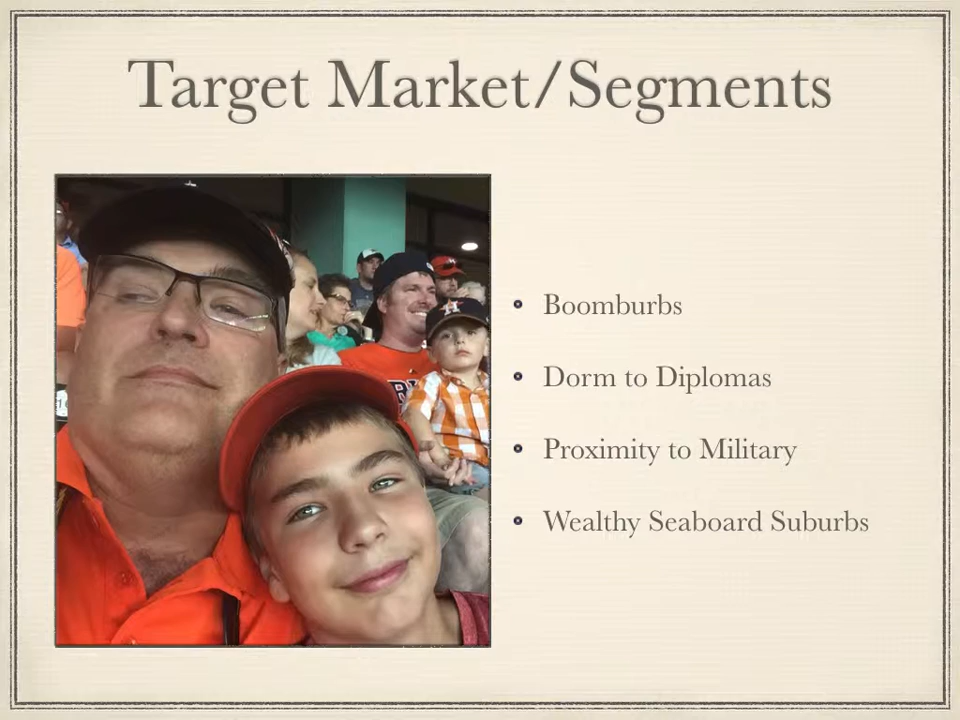 Target Market/Segments
Boomburbs
Dorm to Diplomas
Proximity to Military
Wealthy Seaboard Suburbs